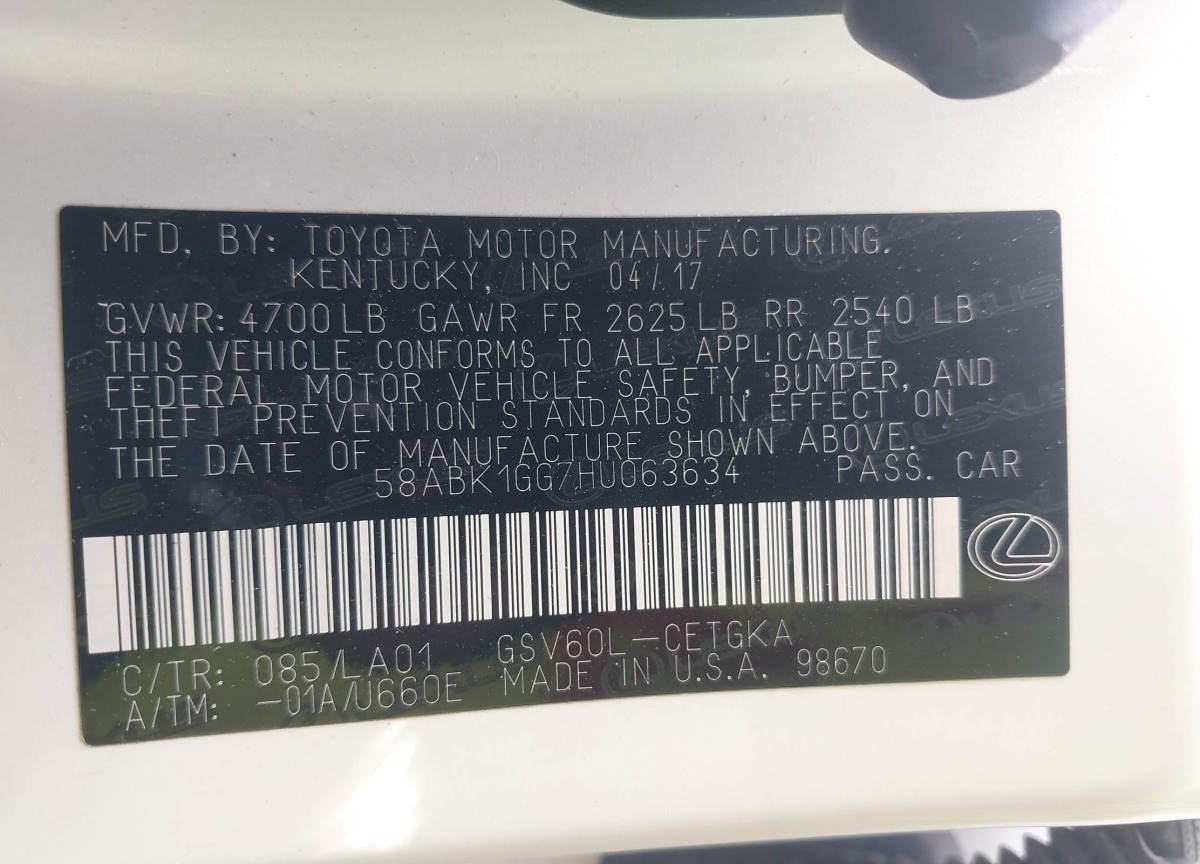 MFD. BY: TOYOTA MOTOR MANUFACTURING.
KENTUCKY, INC 04/17
GVWR: 4700LB GAWR FR 2625LB RR 2540 LB
THIS VEHICLE CONFORMS TO ALL APPLICABLE
FEDERAL MOTOR VEHICLE SAFETY, BUMPER, AND
THEFT PREVENTION STANDARDS IN EFFECT ON
THE DATE OF MANUFACTURE SHOWN ABOVE.
58ABK1GG7HU063634 PASS. CAR
C/TR: 085/LA01 GSV60L-CETGKA
A/TM: -01A/U660E MADE IN U.S.A. 98670